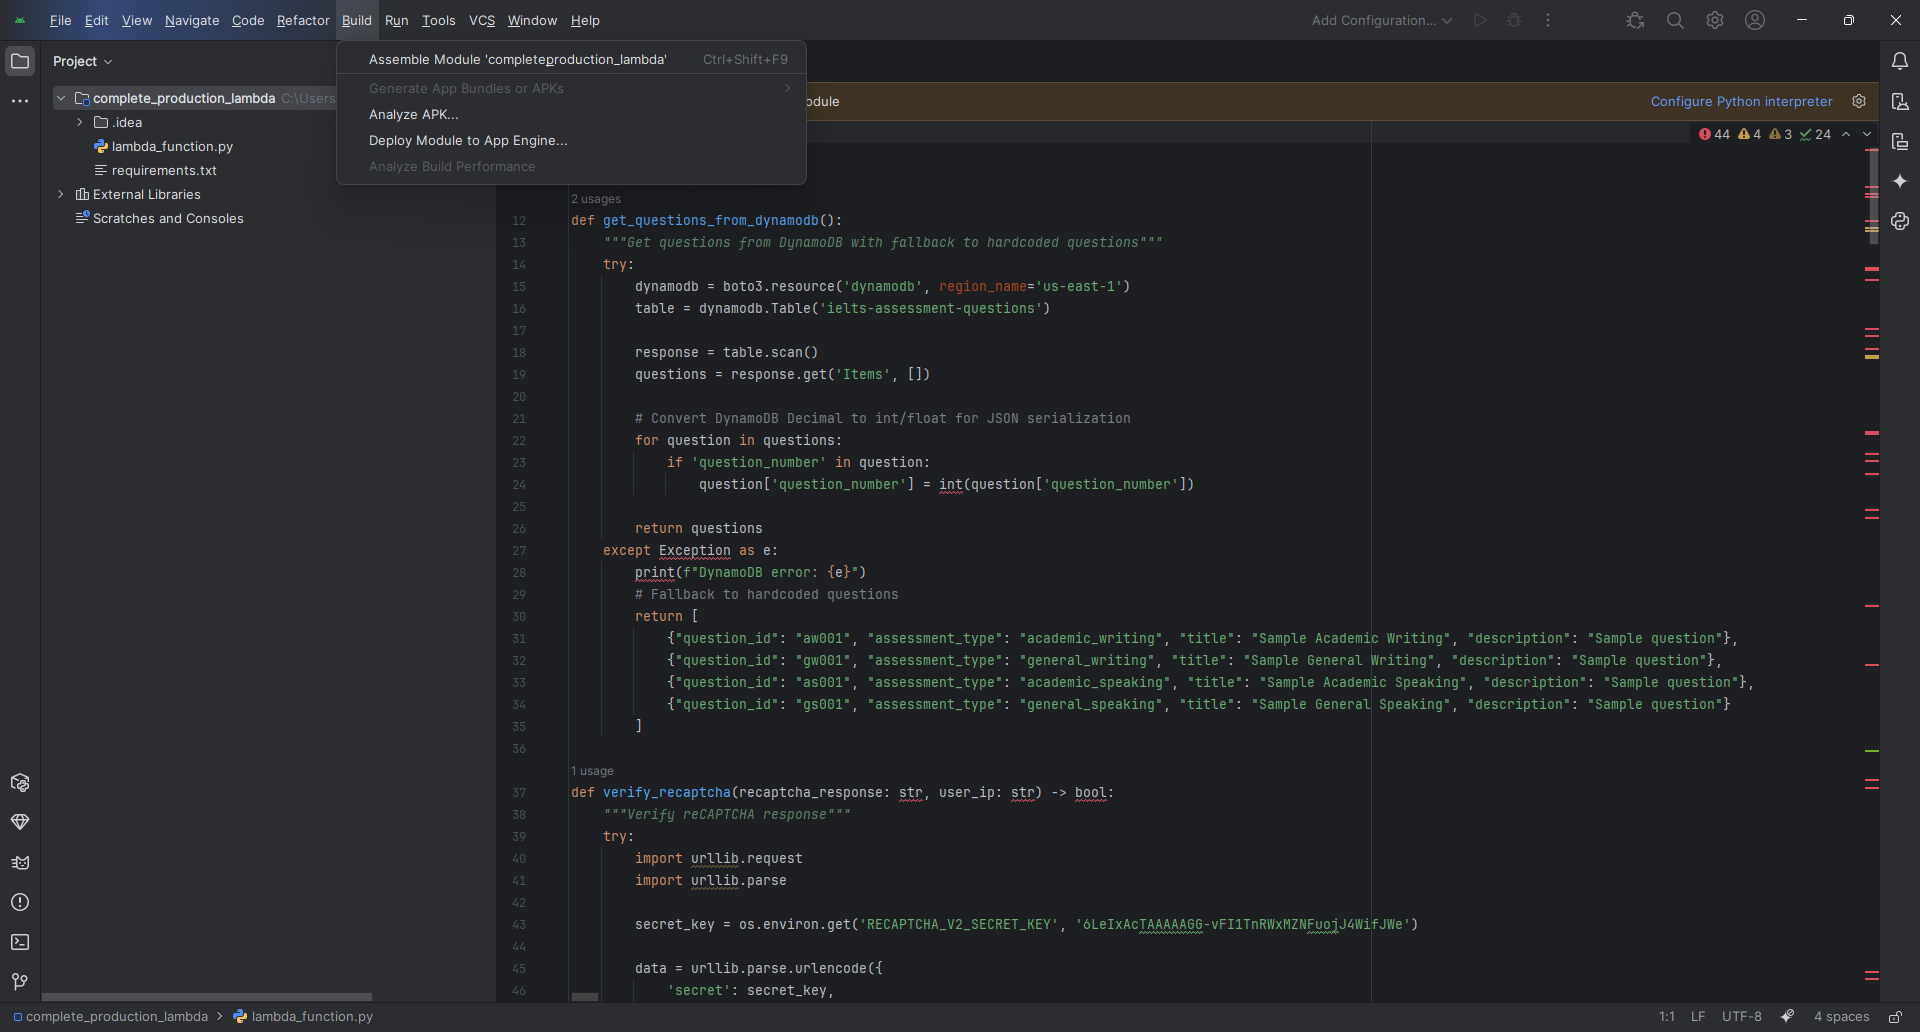 File Edit View Navigate Code Refactor Build Run Tools VCS Window Help
Add Configuration...
Project
Assemble Module 'completeproduction_lambda' Ctrl+Shift+F9
Generate App Bundles or APKs
Analyze APK...
Deploy Module to App Engine...
Analyze Build Performance
complete_production_lambda C:\Users
.idea
lambda_function.py
requirements.txt
External Libraries
Scratches and Consoles
odule
Configure Python interpreter
44 4 3 24
2 usages
12 def get_questions_from_dynamodb():
13 """Get questions from DynamoDB with fallback to hardcoded questions"""
14 try:
15 dynamodb = boto3.resource('dynamodb', region_name='us-east-1')
16 table = dynamodb.Table('ielts-assessment-questions')
17
18 response = table.scan()
19 questions = response.get('Items', [])
20
21 # Convert DynamoDB Decimal to int/float for JSON serialization
22 for question in questions:
23 if 'question_number' in question:
24 question['question_number'] = int(question['question_number'])
25
26 return questions
27 except Exception as e:
28 print(f"DynamoDB error: {e}")
29 # Fallback to hardcoded questions
30 return [
31 {"question_id": "aw001", "assessment_type": "academic_writing", "title": "Sample Academic Writing", "description": "Sample question"},
32 {"question_id": "gw001", "assessment_type": "general_writing", "title": "Sample General Writing", "description": "Sample question"},
33 {"question_id": "as001", "assessment_type": "academic_speaking", "title": "Sample Academic Speaking", "description": "Sample question"},
34 {"question_id": "gs001", "assessment_type": "general_speaking", "title": "Sample General Speaking", "description": "Sample question"}
35 ]
36
1 usage
37 def verify_recaptcha(recaptcha_response: str, user_ip: str) -> bool:
38 """Verify reCAPTCHA response"""
39 try:
40 import urllib.request
41 import urllib.parse
42
43 secret_key = os.environ.get('RECAPTCHA_V2_SECRET_KEY', '6LeIxAcTAAAAAGG-vFI1TnRWxMZNFuojJ4WifJWe')
44
45 data = urllib.parse.urlencode({
46 'secret': secret_key,
complete_production_lambda > lambda_function.py
1:1 LF UTF-8 4 spaces